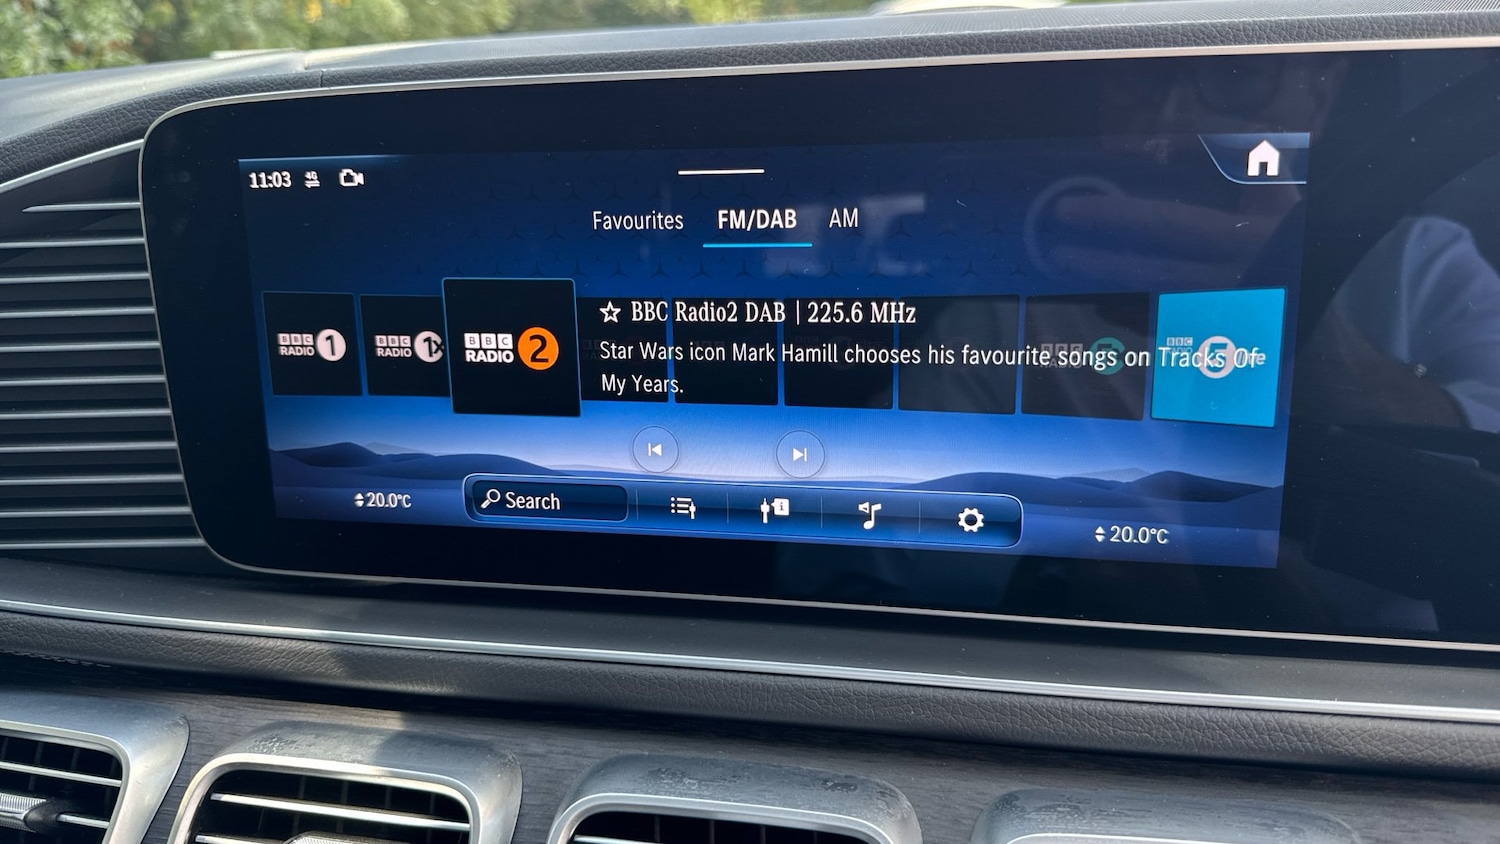 11:03 4G
Favourites FM/DAB AM
BBC RADIO 1
BBC RADIO 1X
BBC RADIO 2
BBC Radio2 DAB | 225.6 MHz
Star Wars icon Mark Hamill chooses his favourite songs on Tracks Of
My Years.
BBC 5 live
20.0°C
Search
20.0°C